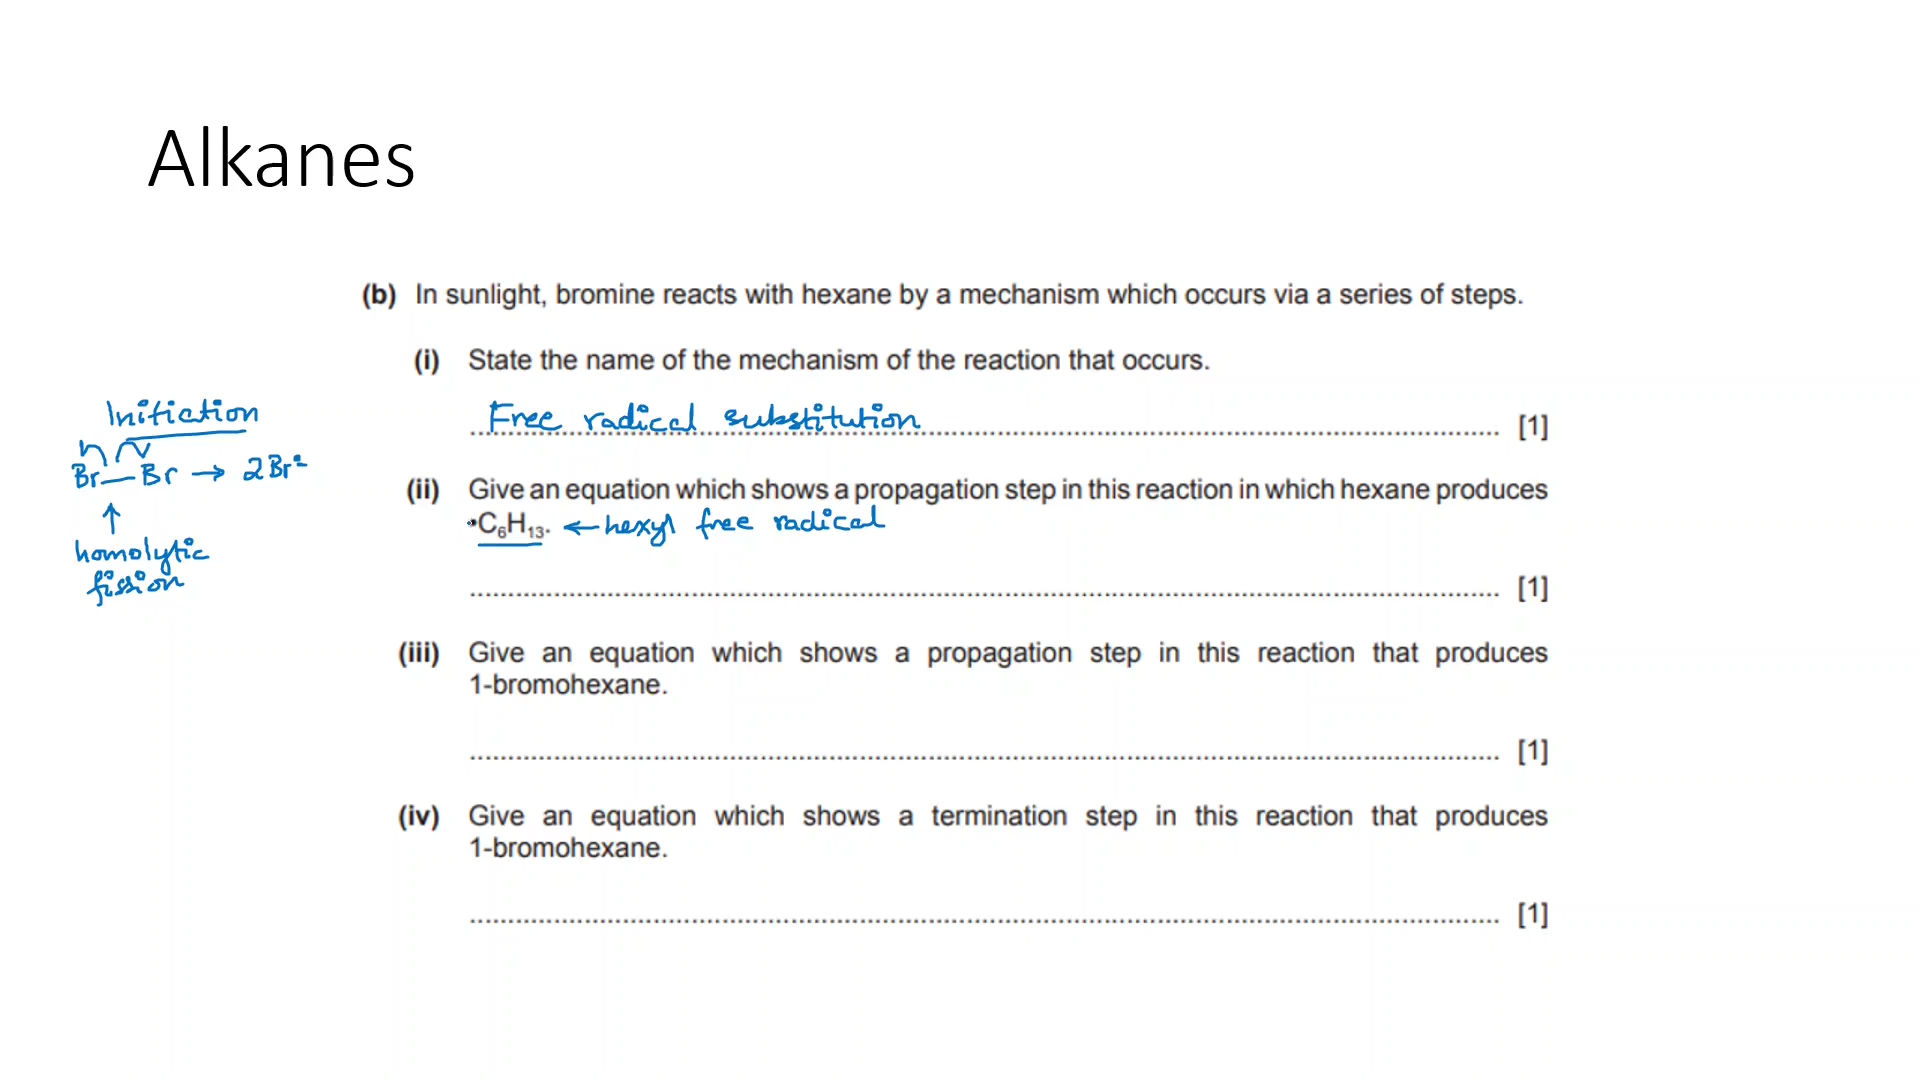 Alkanes
(b) In sunlight, bromine reacts with hexane by a mechanism which occurs via a series of steps.
(i) State the name of the mechanism of the reaction that occurs.
Free radical substitution [1]
Initiation
Br—Br → 2Br•
↑
homolytic
fission
(ii) Give an equation which shows a propagation step in this reaction in which hexane produces
•C₆H₁₃. ← hexyl free radical
[1]
(iii) Give an equation which shows a propagation step in this reaction that produces
1-bromohexane.
[1]
(iv) Give an equation which shows a termination step in this reaction that produces
1-bromohexane.
[1]